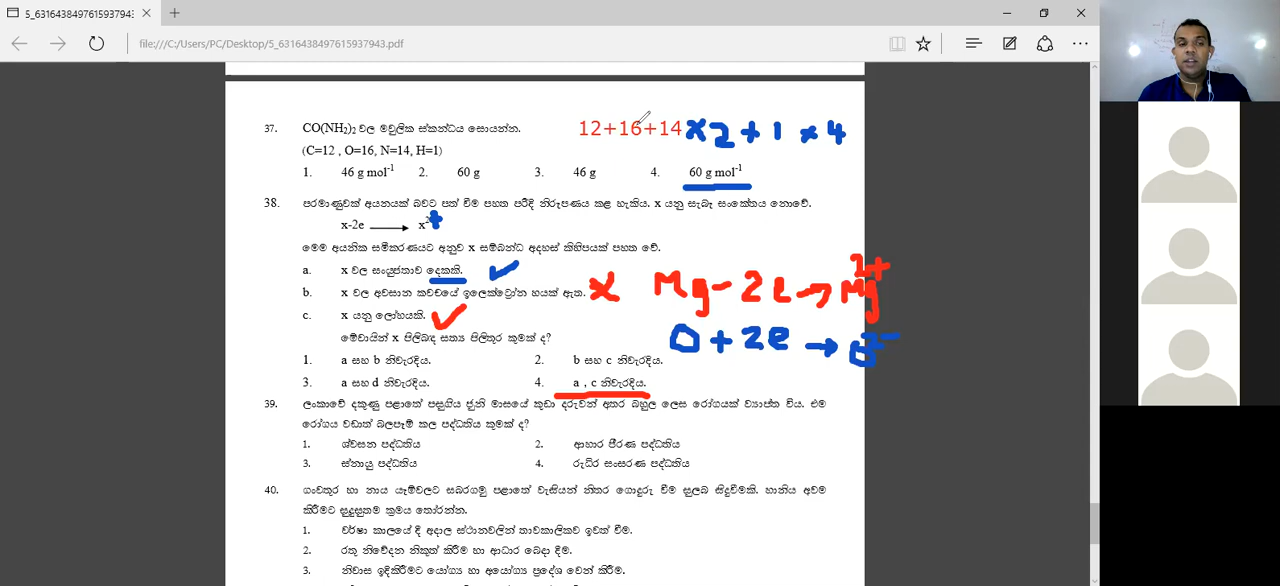 5_6316438497615937943.pdf
file:///C:/Users/PC/Desktop/5_6316438497615937943.pdf
37. CO(NH2)2 වල මවුලික ස්කන්ධය සොයන්න. 12+16+14 x2+1 x4
(C=12 , O=16, N=14, H=1)
1. 46 g mol-1 2. 60 g 3. 46 g 4. 60 g mol-1
38. පරමාණුවක් අයනයක් බවට පත් වීම පහත පරිදි නිරූපණය කළ හැකිය. x යනු සැබෑ සංකේතය නොවේ.
x-2e → x2+
මෙම අයනික සමීකරණයට අනුව x සම්බන්ධ අදහස් කිහිපයක් පහත වේ.
a. x වල සංයුජතාව දෙකකි. ✓
b. x වල අවසාන කවචයේ ඉලෙක්ට්‍රෝන හයක් ඇත. x Mg-2e→Mg2+
c. x යනු ලෝහයකි. ✓
මේවායින් x පිලිබඳ සත්‍ය පිලිතුර කුමක් ද? O+2e→O2-
1. a සහ b නිවැරදිය. 2. b සහ c නිවැරදිය.
3. a සහ d නිවැරදිය. 4. a , c නිවැරදිය.
39. ලංකාවේ දකුණු පළාතේ පසුගිය ජුනි මාසයේ කුඩා දරුවන් අතර බහුල ලෙස රෝගයක් ව්‍යාප්ත විය. එම
රෝගය වඩාත් බලපෑම් කල පද්ධතිය කුමක් ද?
1. ශ්වසන පද්ධතිය 2. ආහාර ජීරණ පද්ධතිය
3. ස්නායු පද්ධතිය 4. රුධිර සංසරණ පද්ධතිය
40. ගංවතුර හා නාය යෑම්වලට සබරගමු පළාතේ වැසියන් නිතර ගොදුරු වීම සුලබ සිදුවීමකි. හානිය අවම
කිරීමට සුදුසුතම ක්‍රමය තෝරන්න.
1. වර්ෂා කාලයේ දී අදාල ස්ථානවලින් තාවකාලිකව ඉවත් වීම.
2. රතු නිවේදන නිකුත් කිරීම හා ආධාර බෙදා දීම.
3. නිවාස ඉදිකිරීමට යෝග්‍ය හා අයෝග්‍ය ප්‍රදේශ වෙන් කිරීම.